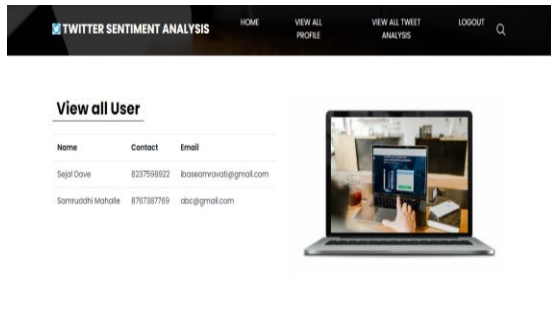 TWITTER SENTIMENT ANALYSIS
HOME
VIEW ALL
PROFILE
VIEW ALL TWEET
ANALYSIS
LOGOUT
View all User
Name Contact Email
Sejal Dave 8237598922 ibaseamravati@gmail.com
Samruddhi Mahalle 8767387769 abc@gmail.com